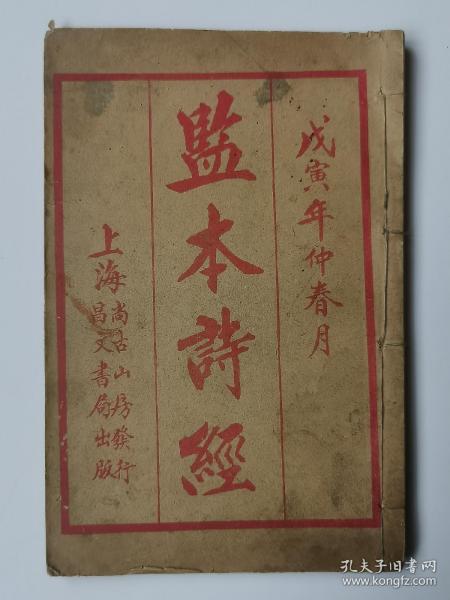 戊寅年仲春月
監本詩經
上海
尚古山房發行
昌文書局出版
孔夫子旧书网
www.kongfz.com